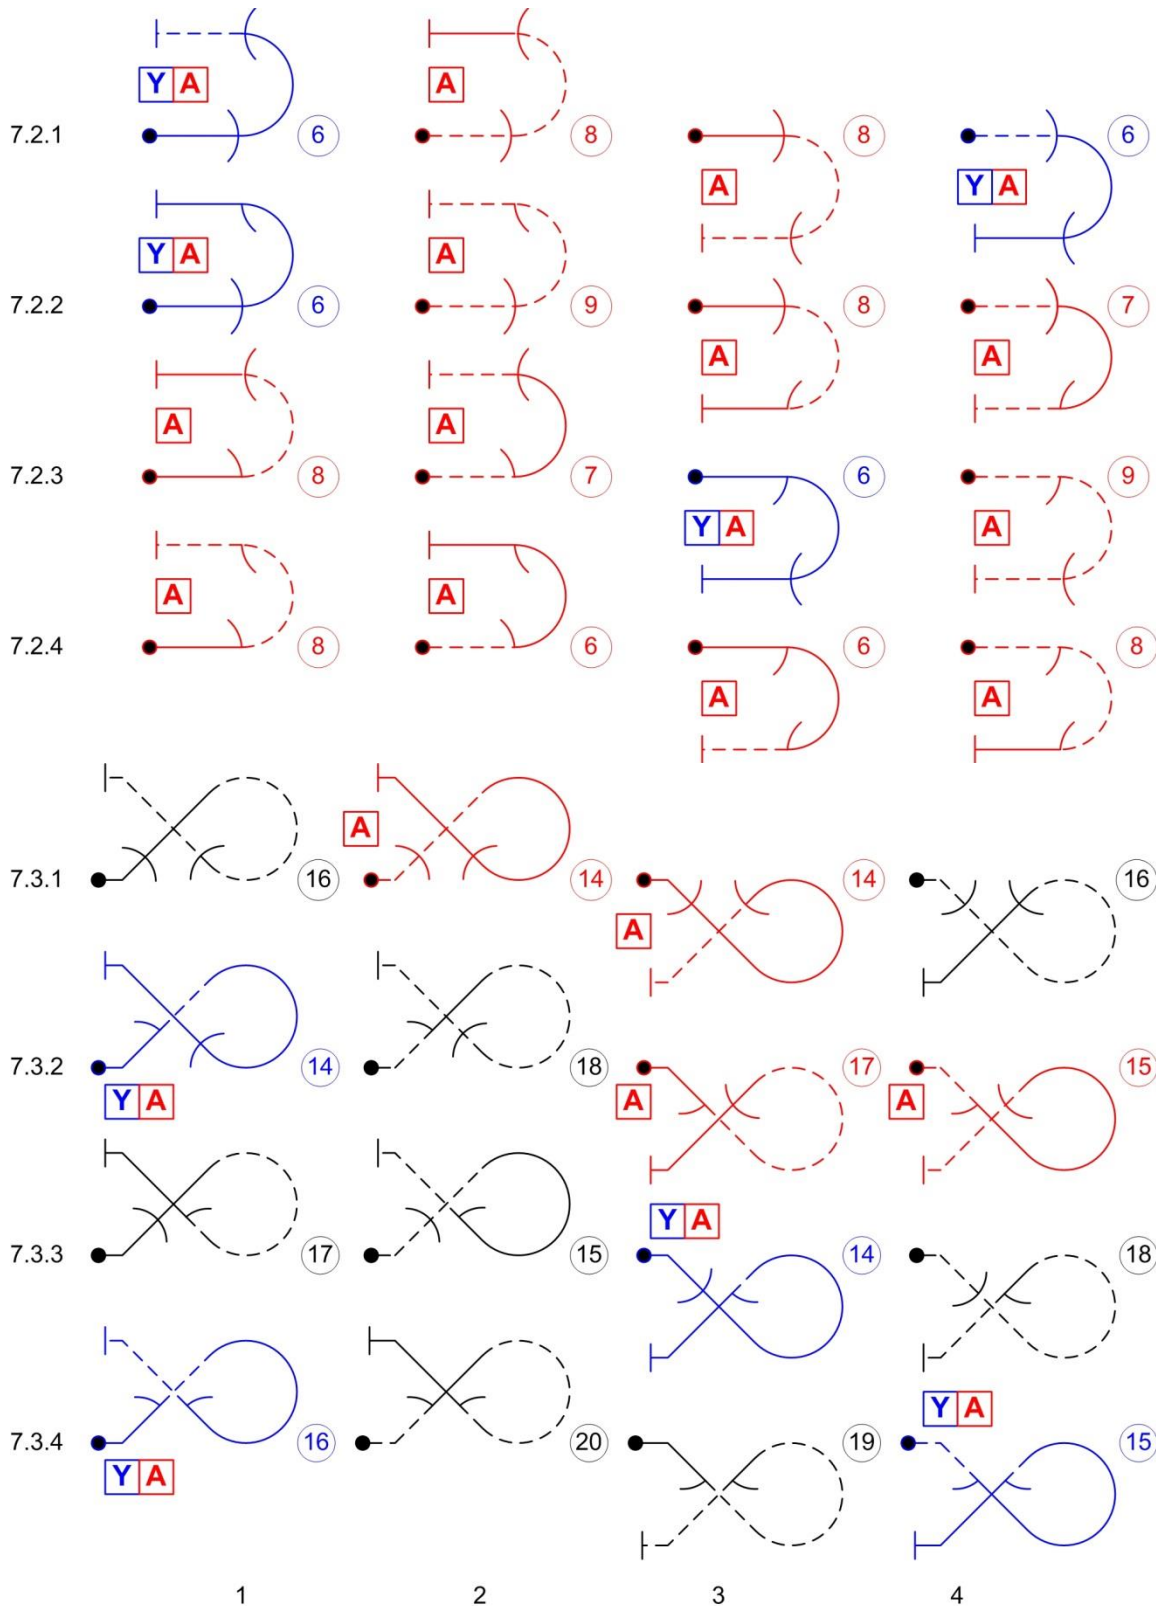 Y A A
7.2.1 6 8 8 6
A Y A
Y A A
7.2.2 6 9 8 7
A A
A A
7.2.3 8 7 6 9
Y A A
A A
7.2.4 8 6 6 8
A A
A
7.3.1 16 14 14 16
A
7.3.2 14 18 17 15
Y A A A
Y A
7.3.3 17 15 14 18
Y A
7.3.4 16 20 19 15
Y A
1 2 3 4